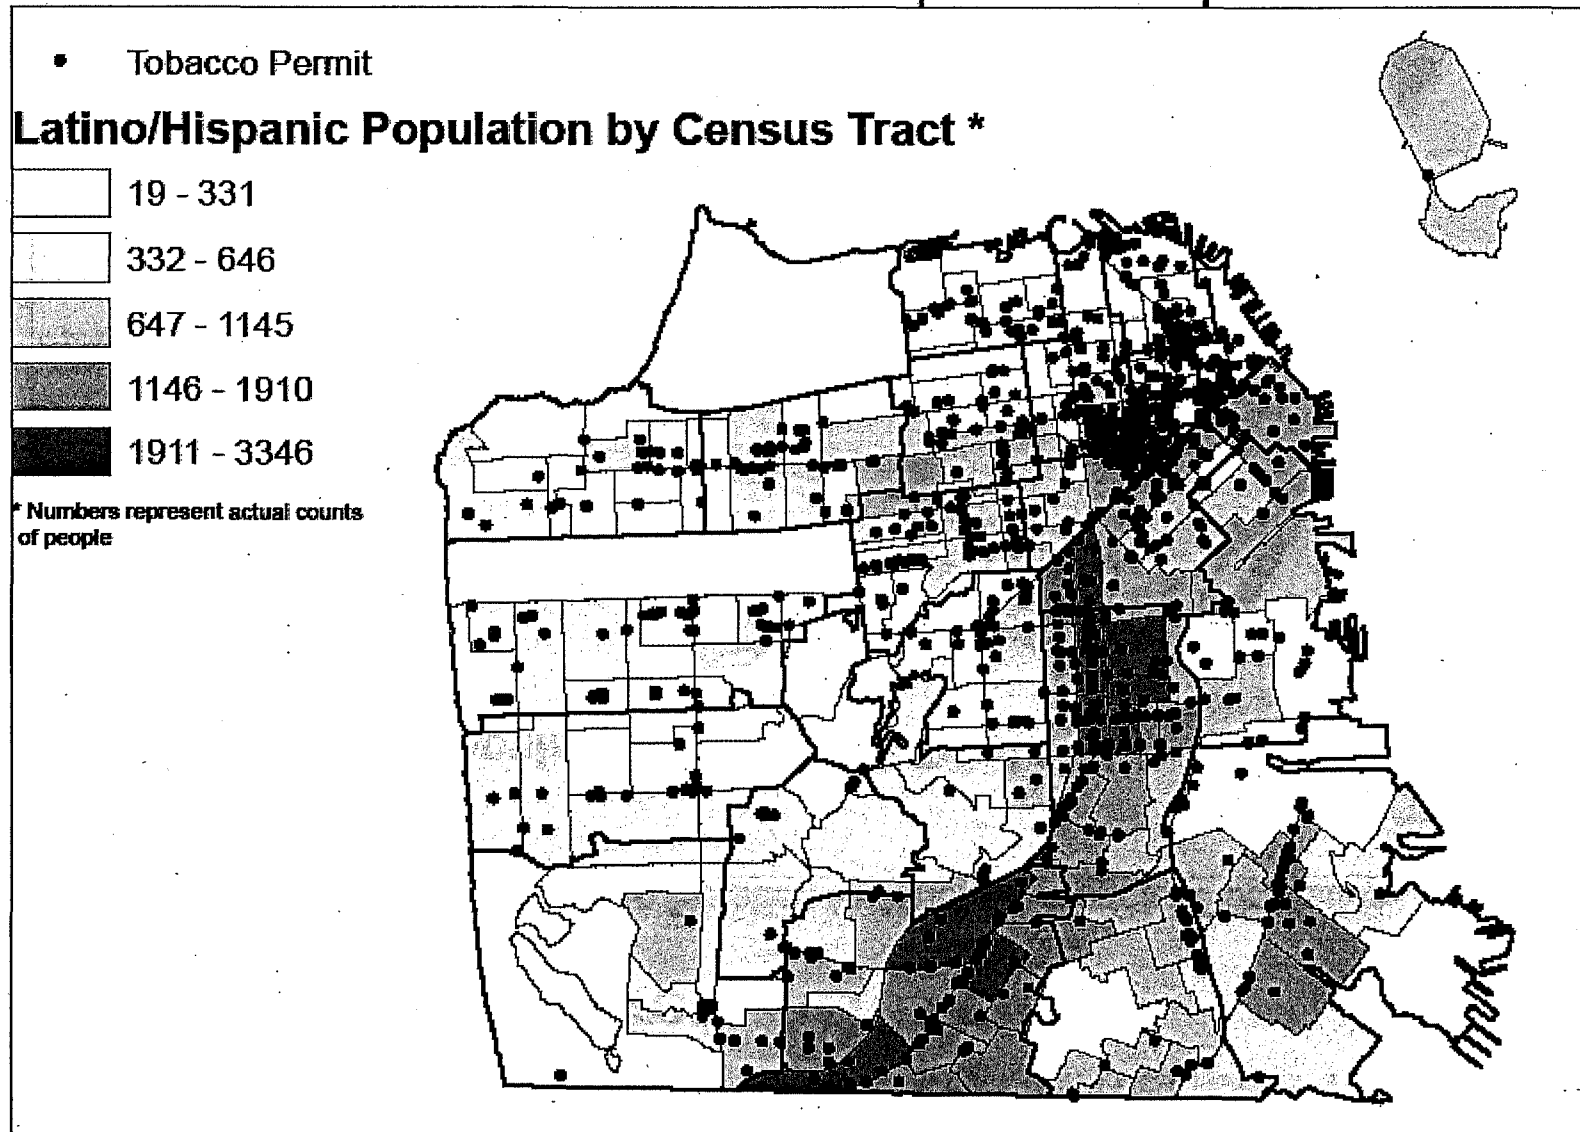 Tobacco Permit
Latino/Hispanic Population by Census Tract *
19 - 331
332 - 646
647 - 1145
1146 - 1910
1911 - 3346
* Numbers represent actual counts
of people